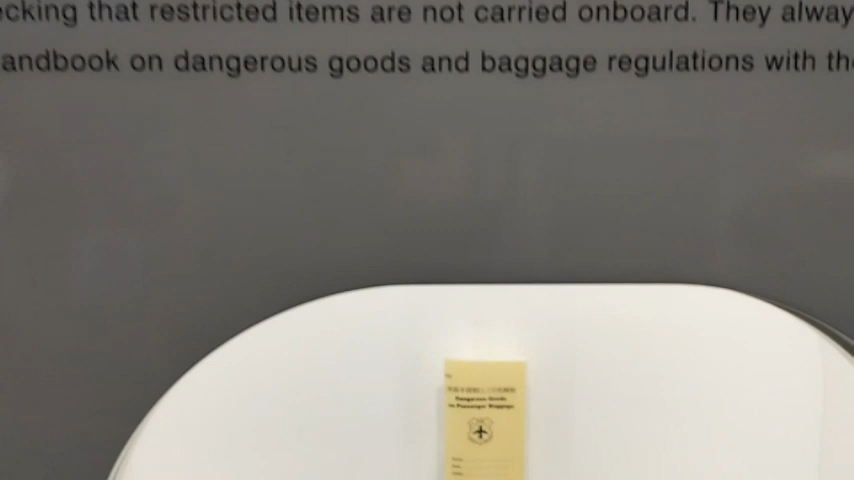 cking that restricted items are not carried onboard. They alway
andbook on dangerous goods and baggage regulations with th
Dangerous Goods
in Passenger Baggage